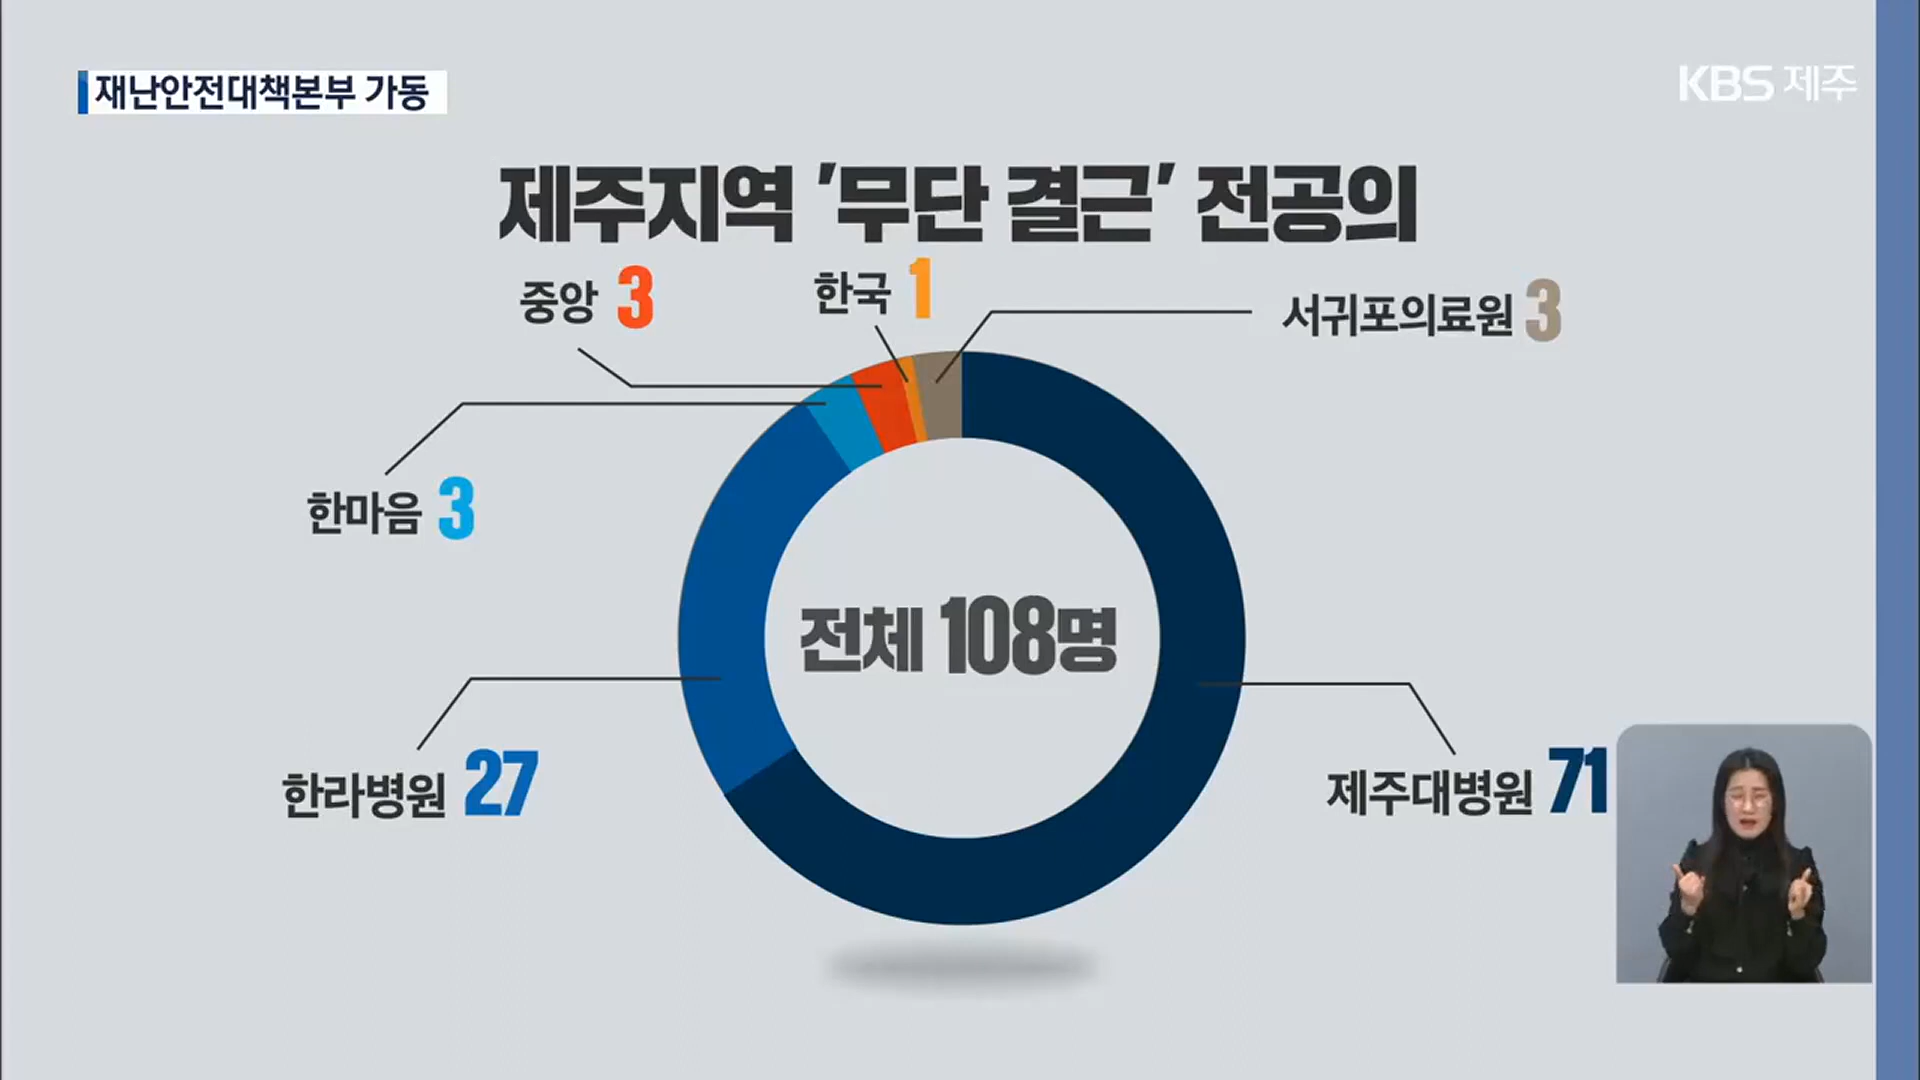 재난안전대책본부 가동
KBS 제주
제주지역 '무단 결근' 전공의
중앙 3
한국 1
서귀포의료원 3
한마음 3
전체 108명
한라병원 27
제주대병원 71